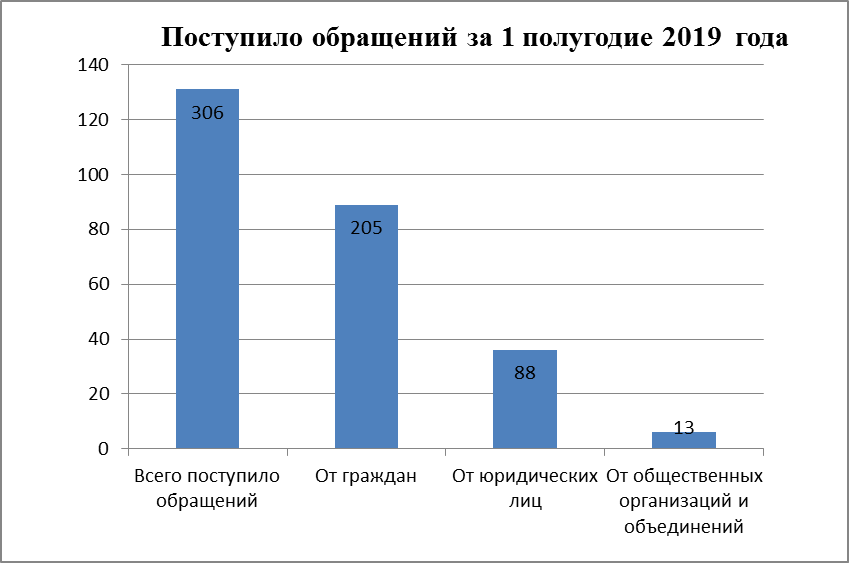 Поступило обращений за 1 полугодие 2019 года
140
120
100
80
60
40
20
0
306
205
88
13
Всего поступило
обращений
От граждан
От юридических
лиц
От общественных
организаций и
объединений